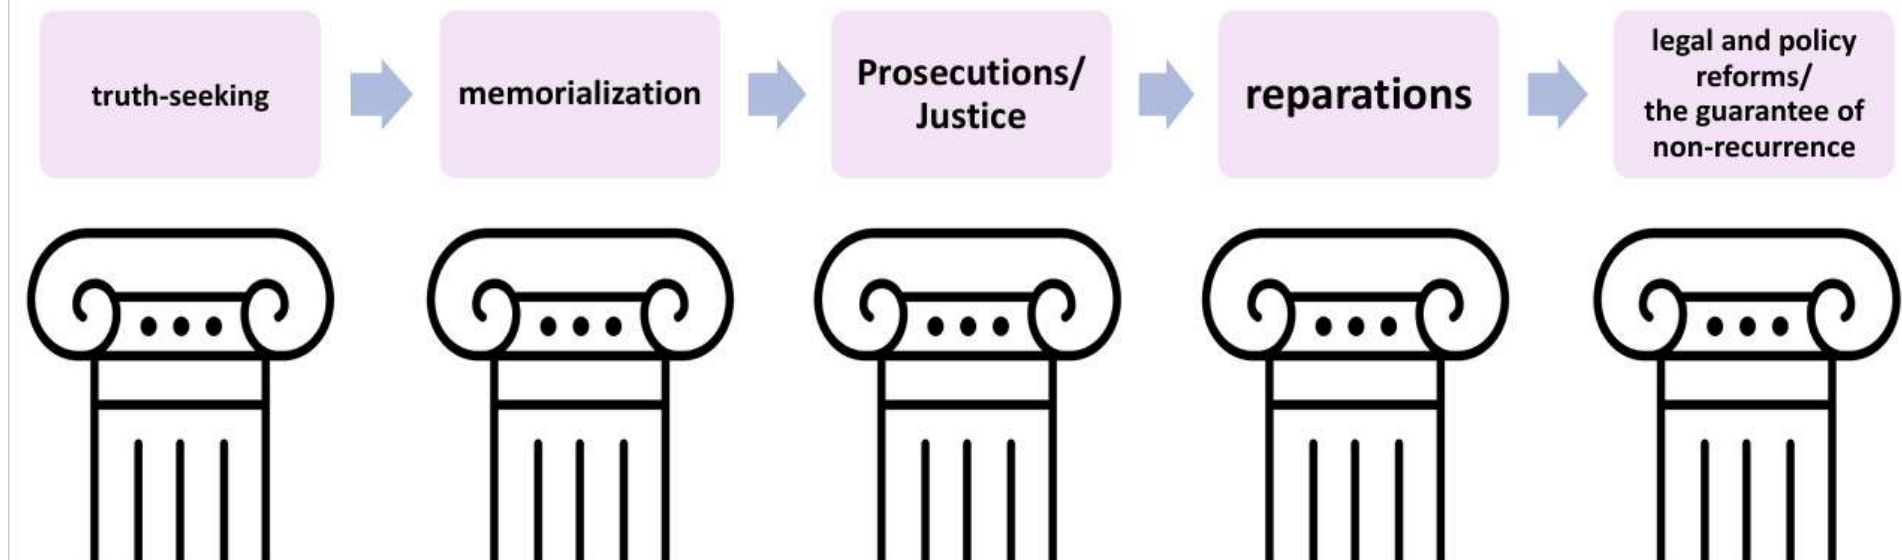 truth-seeking
memorialization
Prosecutions/
Justice
reparations
legal and policy
reforms/
the guarantee of
non-recurrence